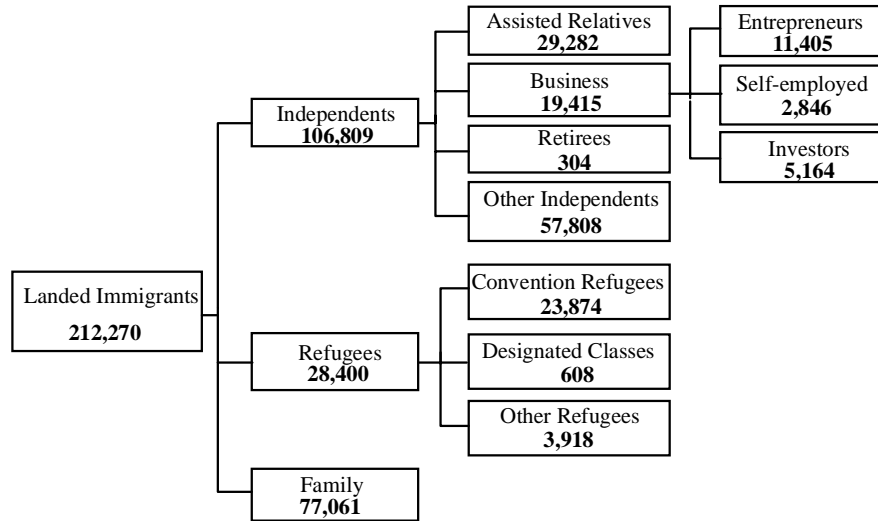 Landed Immigrants
212,270
Independents
106,809
Assisted Relatives
29,282
Business
19,415
Entrepreneurs
11,405
Self-employed
2,846
Investors
5,164
Retirees
304
Other Independents
57,808
Refugees
28,400
Convention Refugees
23,874
Designated Classes
608
Other Refugees
3,918
Family
77,061